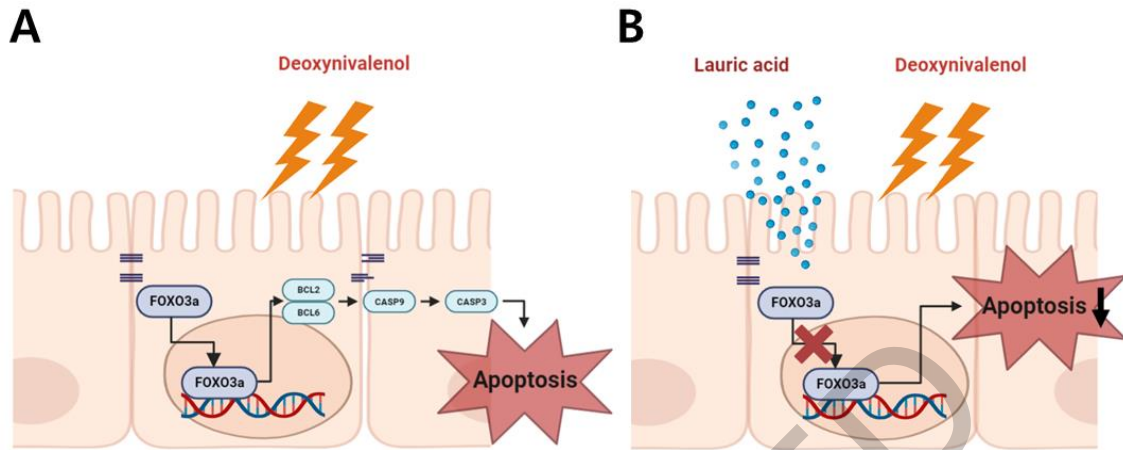 A
Deoxynivalenol
FOXO3a
BCL2
BCL6
CASP9
CASP3
FOXO3a
Apoptosis
B
Lauric acid
Deoxynivalenol
FOXO3a
Apoptosis
FOXO3a